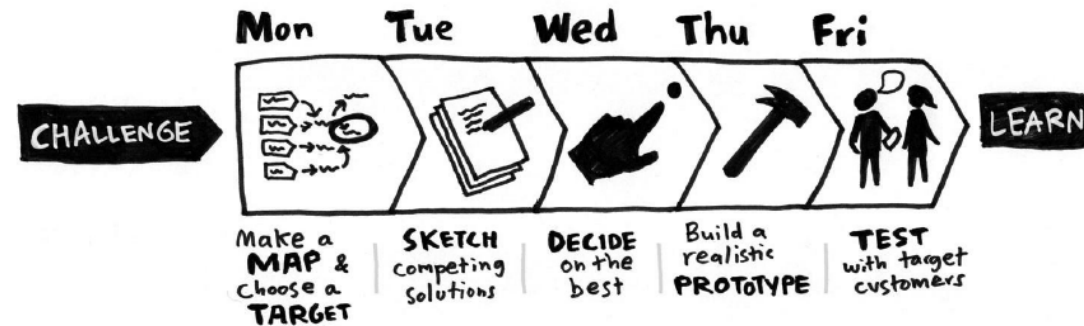 Mon Tue Wed Thu Fri
CHALLENGE
LEARN
Make a
MAP &
choose a
TARGET
SKETCH
competing
solutions
DECIDE
on the
best
Build a
realistic
PROTOTYPE
TEST
with target
customers